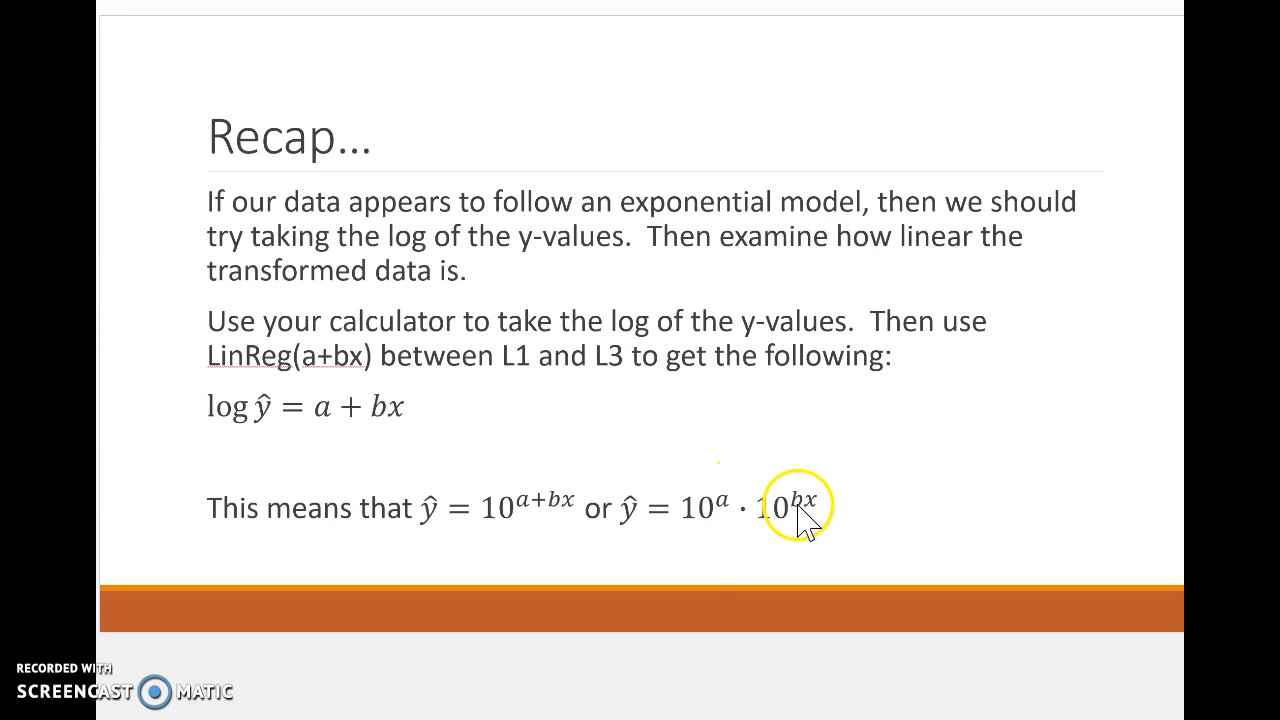 Recap...
If our data appears to follow an exponential model, then we should
try taking the log of the y-values.  Then examine how linear the
transformed data is.
Use your calculator to take the log of the y-values.  Then use
LinReg(a+bx) between L1 and L3 to get the following:
log ŷ = a + bx
This means that ŷ = 10^{a+bx} or ŷ = 10^a · 10^{bx}
RECORDED WITH
SCREENCAST MATIC